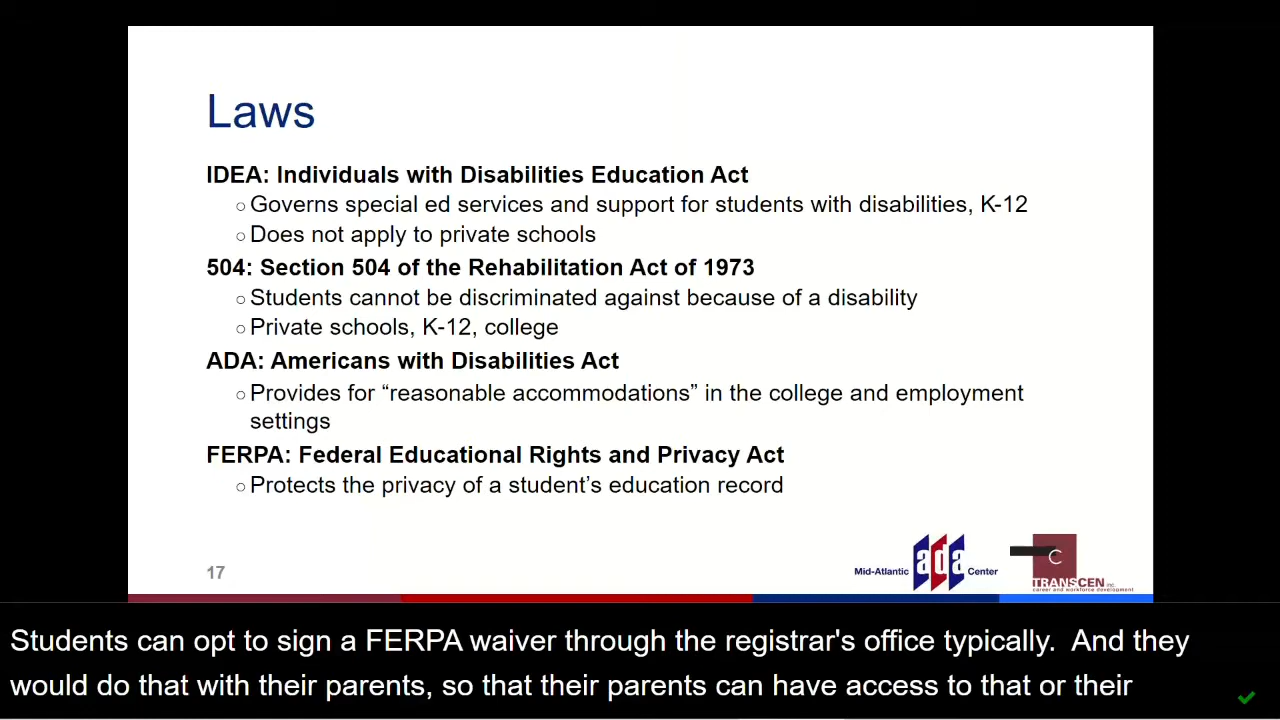 Laws
IDEA: Individuals with Disabilities Education Act
○ Governs special ed services and support for students with disabilities, K-12
○ Does not apply to private schools
504: Section 504 of the Rehabilitation Act of 1973
○ Students cannot be discriminated against because of a disability
○ Private schools, K-12, college
ADA: Americans with Disabilities Act
○ Provides for “reasonable accommodations” in the college and employment
settings
FERPA: Federal Educational Rights and Privacy Act
○ Protects the privacy of a student’s education record
17
Mid-Atlantic ada Center
C
TRANSCEN inc.
career and workforce development
Students can opt to sign a FERPA waiver through the registrar's office typically. And they
would do that with their parents, so that their parents can have access to that or their